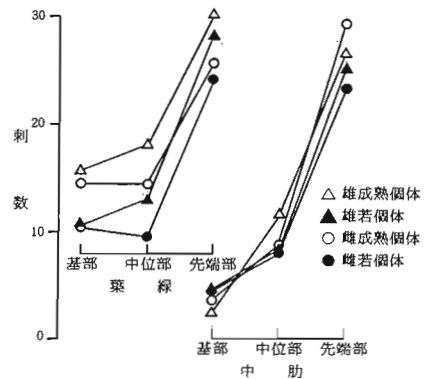 30
20
10
0
刺
数
基部 中位部 先端部
葉 縁
△ 雄成熟個体
▲ 雄若個体
○ 雌成熟個体
● 雌若個体
基部 中位部 先端部
中 肋